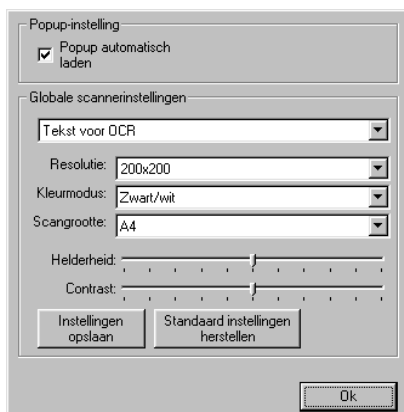 Popup-instelling
Popup automatisch
laden
Globale scannerinstellingen
Tekst voor OCR
Resolutie: 200x200
Kleurmodus: Zwart/wit
Scangrootte: A4
Helderheid:
Contrast:
Instellingen
opslaan
Standaard instellingen
herstellen
Ok